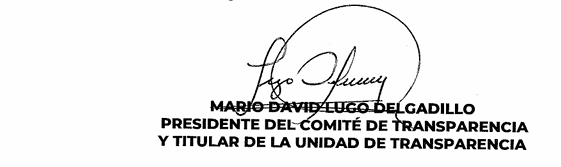 MARIO DAVID LUGO DELGADILLO
PRESIDENTE DEL COMITÉ DE TRANSPARENCIA
Y TITULAR DE LA UNIDAD DE TRANSPARENCIA